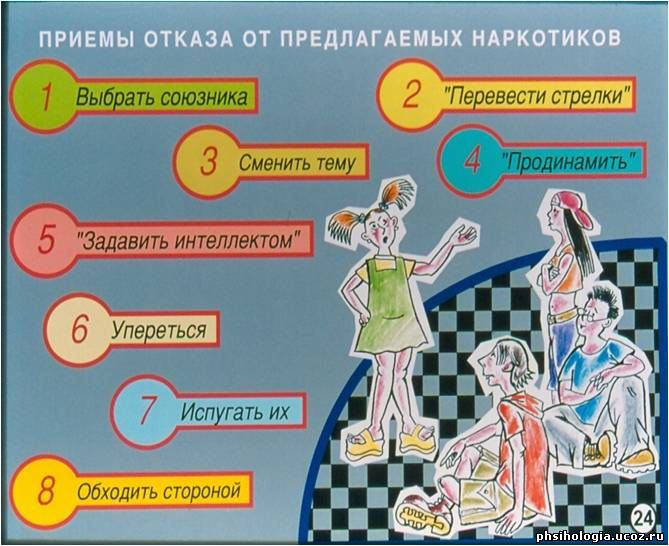 ПРИЕМЫ ОТКАЗА ОТ ПРЕДЛАГАЕМЫХ НАРКОТИКОВ
1 Выбрать союзника
2 "Перевести стрелки"
3 Сменить тему
4 "Продинамить"
5 "Задавить интеллектом"
6 Упереться
7 Испугать их
8 Обходить стороной
24
phsihologia.ucoz.ru